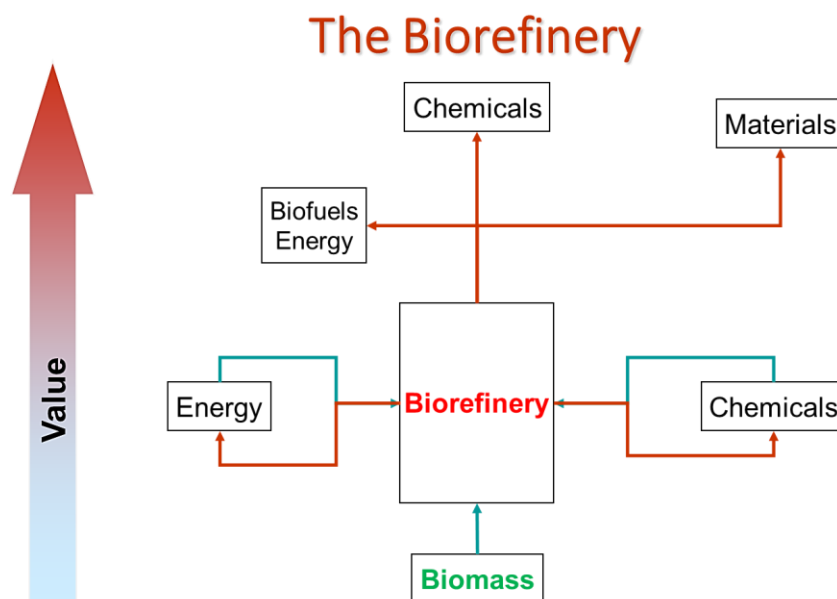 The Biorefinery
Chemicals
Materials
Biofuels
Energy
Value
Energy
Biorefinery
Chemicals
Biomass